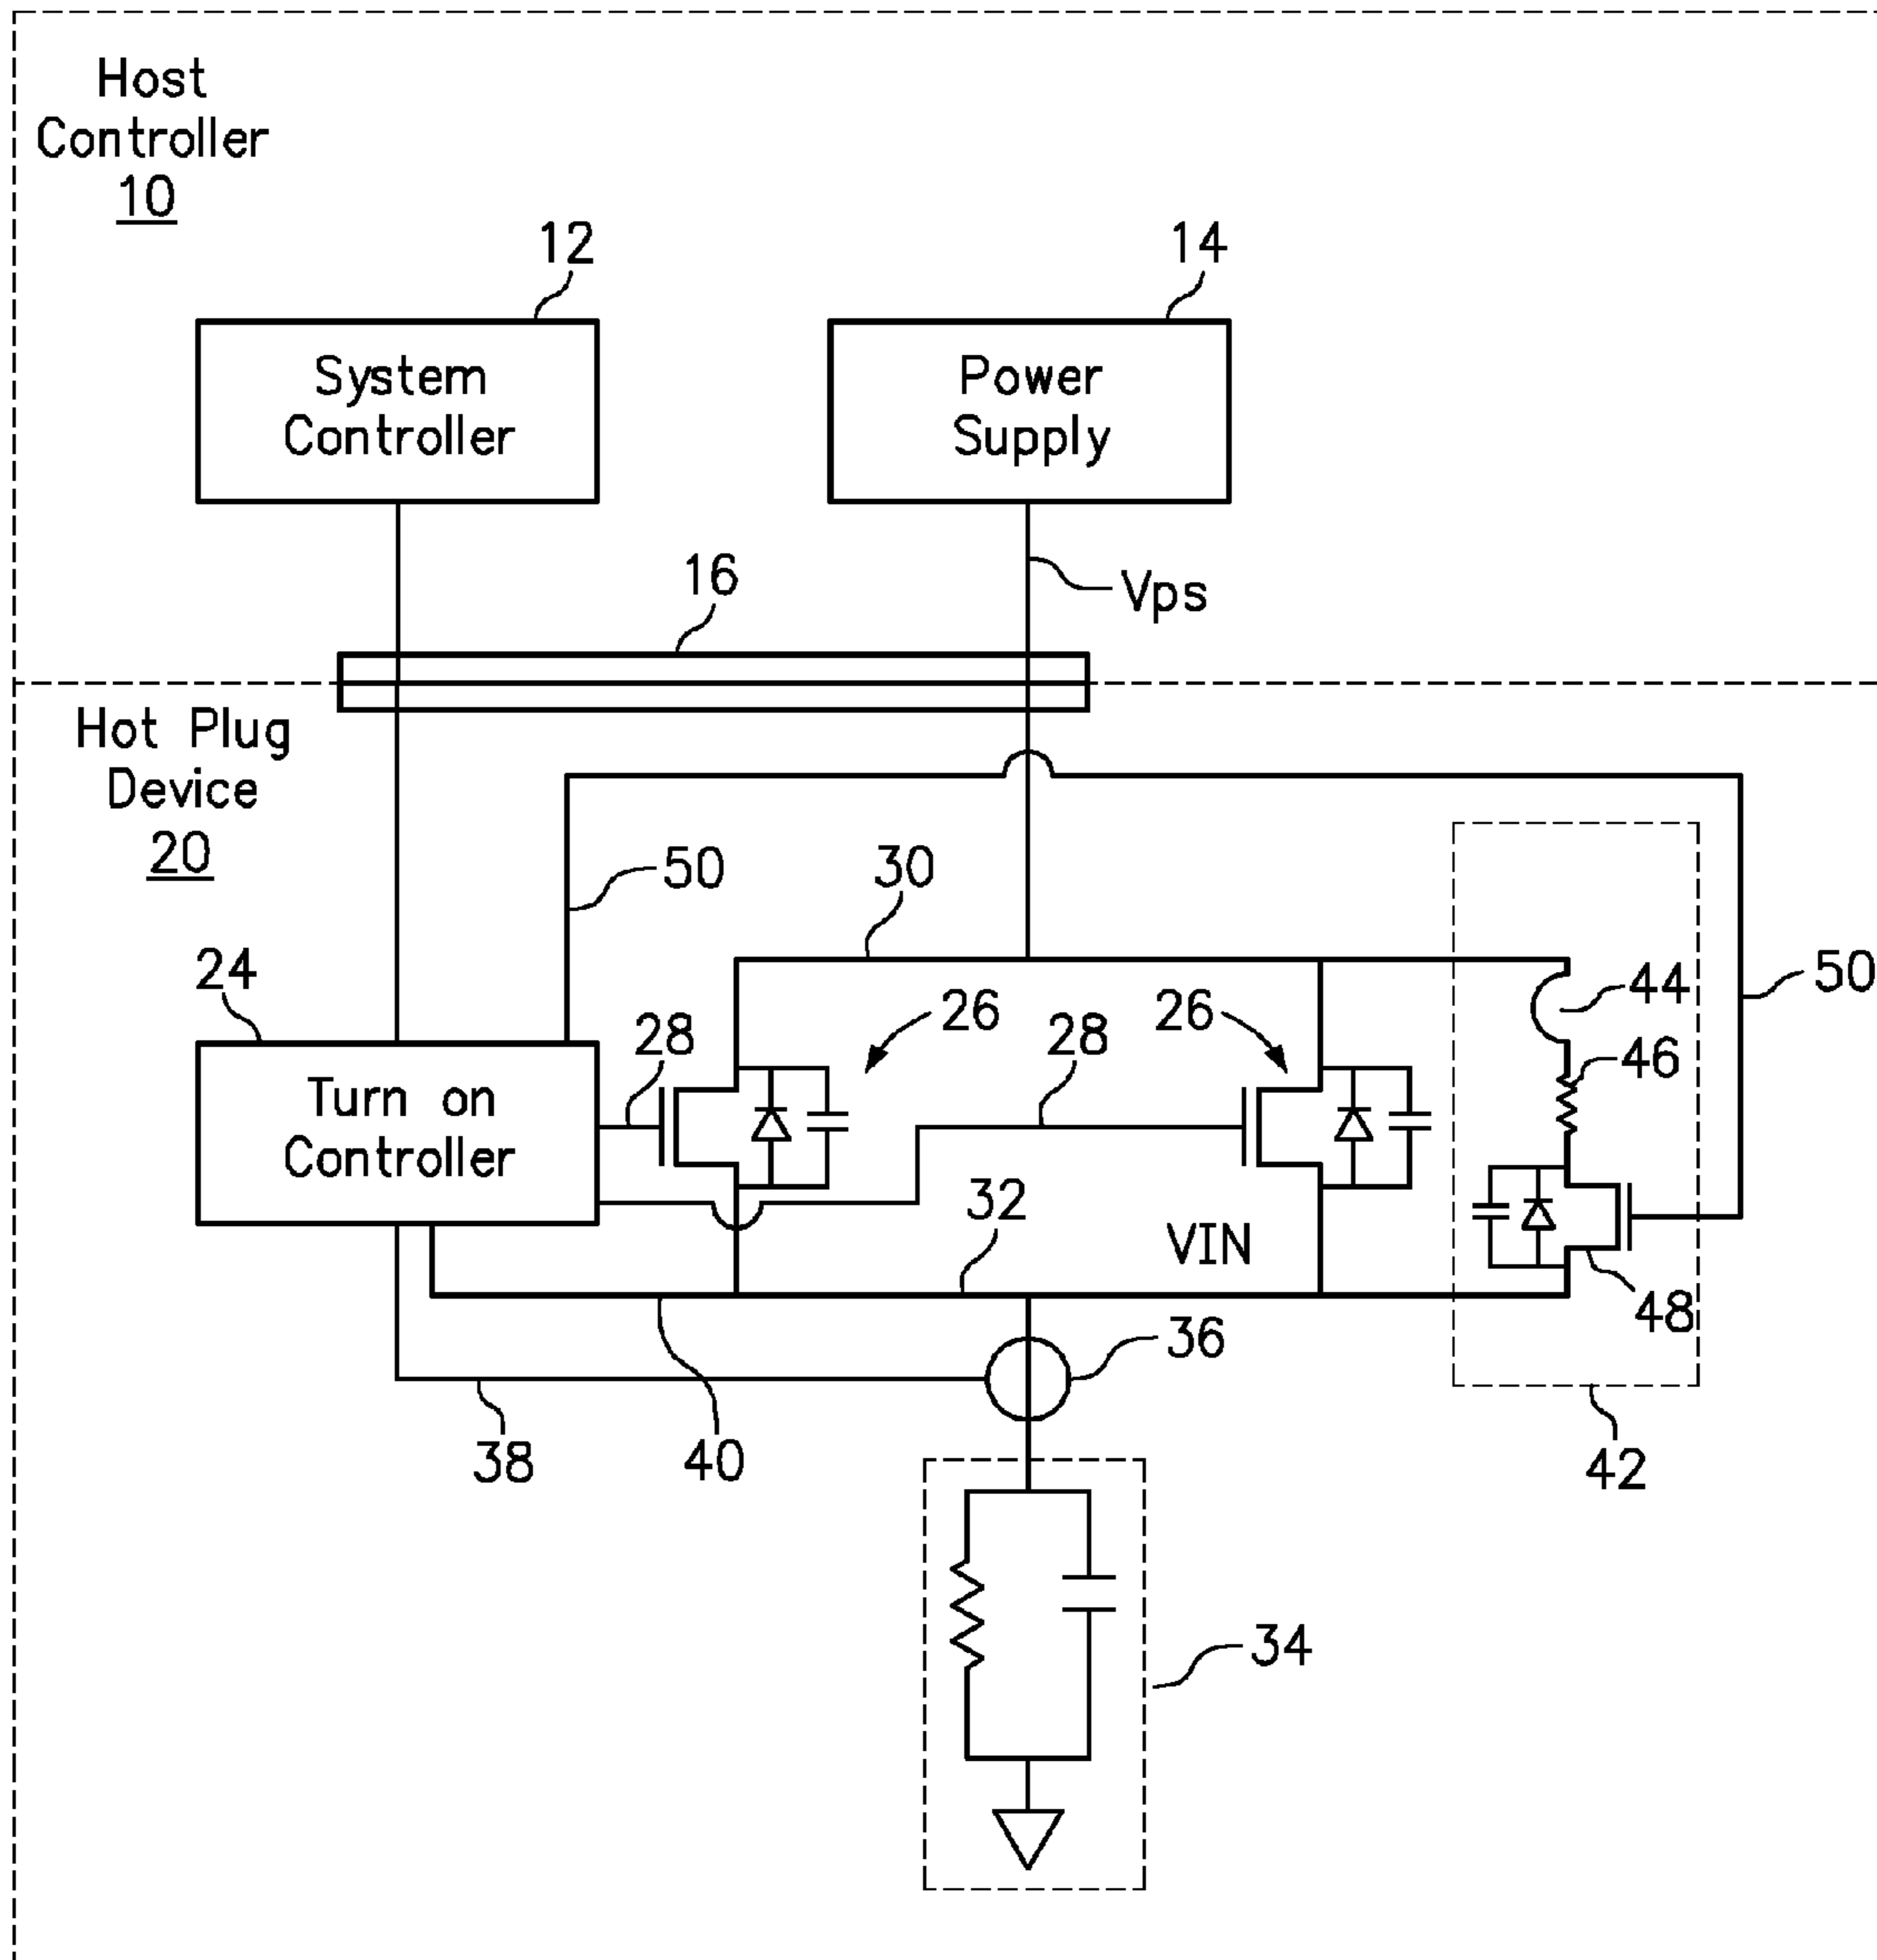 Host
Controller
10
12
14
System
Controller
Power
Supply
16
Vps
Hot Plug
Device
20
50
30
24
28
26
28
26
44
50
46
Turn on
Controller
32
VIN
48
36
38
40
42
34